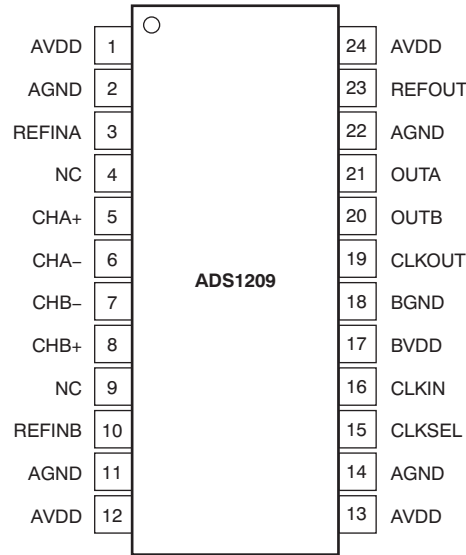 AVDD 1 24 AVDD
AGND 2 23 REFOUT
REFINA 3 22 AGND
NC 4 21 OUTA
CHA+ 5 20 OUTB
CHA− 6 19 CLKOUT
ADS1209
CHB− 7 18 BGND
CHB+ 8 17 BVDD
NC 9 16 CLKIN
REFINB 10 15 CLKSEL
AGND 11 14 AGND
AVDD 12 13 AVDD